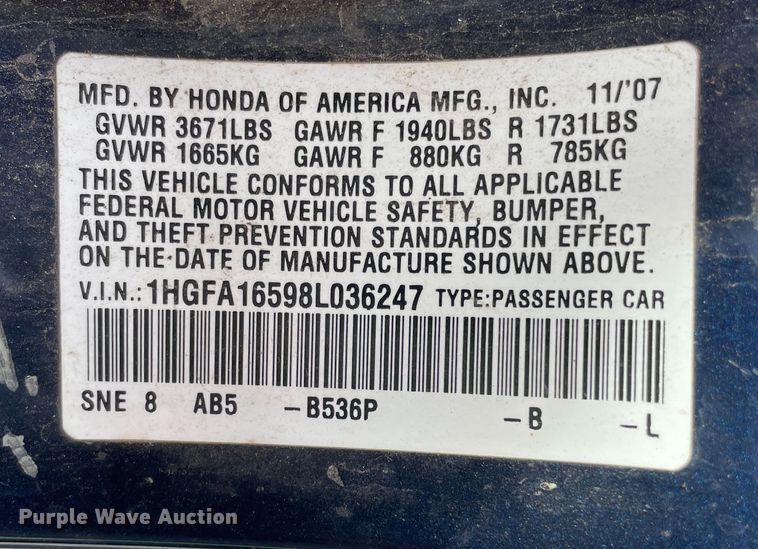 MFD. BY HONDA OF AMERICA MFG., INC. 11/'07
GVWR 3671LBS GAWR F 1940LBS R 1731LBS
GVWR 1665KG GAWR F 880KG R 785KG
THIS VEHICLE CONFORMS TO ALL APPLICABLE
FEDERAL MOTOR VEHICLE SAFETY, BUMPER,
AND THEFT PREVENTION STANDARDS IN EFFECT
ON THE-DATE OF MANUFACTURE SHOWN ABOVE.
V.I.N.: 1HGFA16598L036247 TYPE:PASSENGER CAR
SNE 8 AB5 -B536P -B -L
Purple Wave Auction